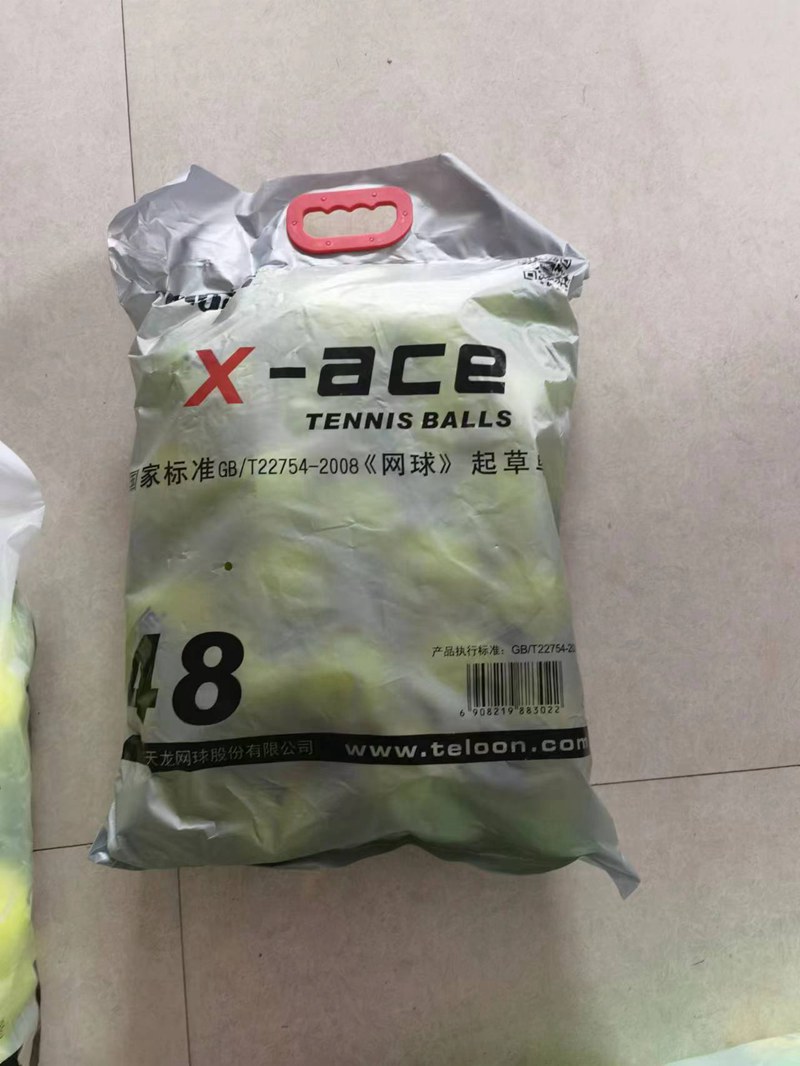 x-ace
TENNIS BALLS
国家标准GB/T22754-2008《网球》 起草
48
产品执行标准: GB/T22754-20
6 908219 883022
天龙网球股份有限公司 www.teloon.com